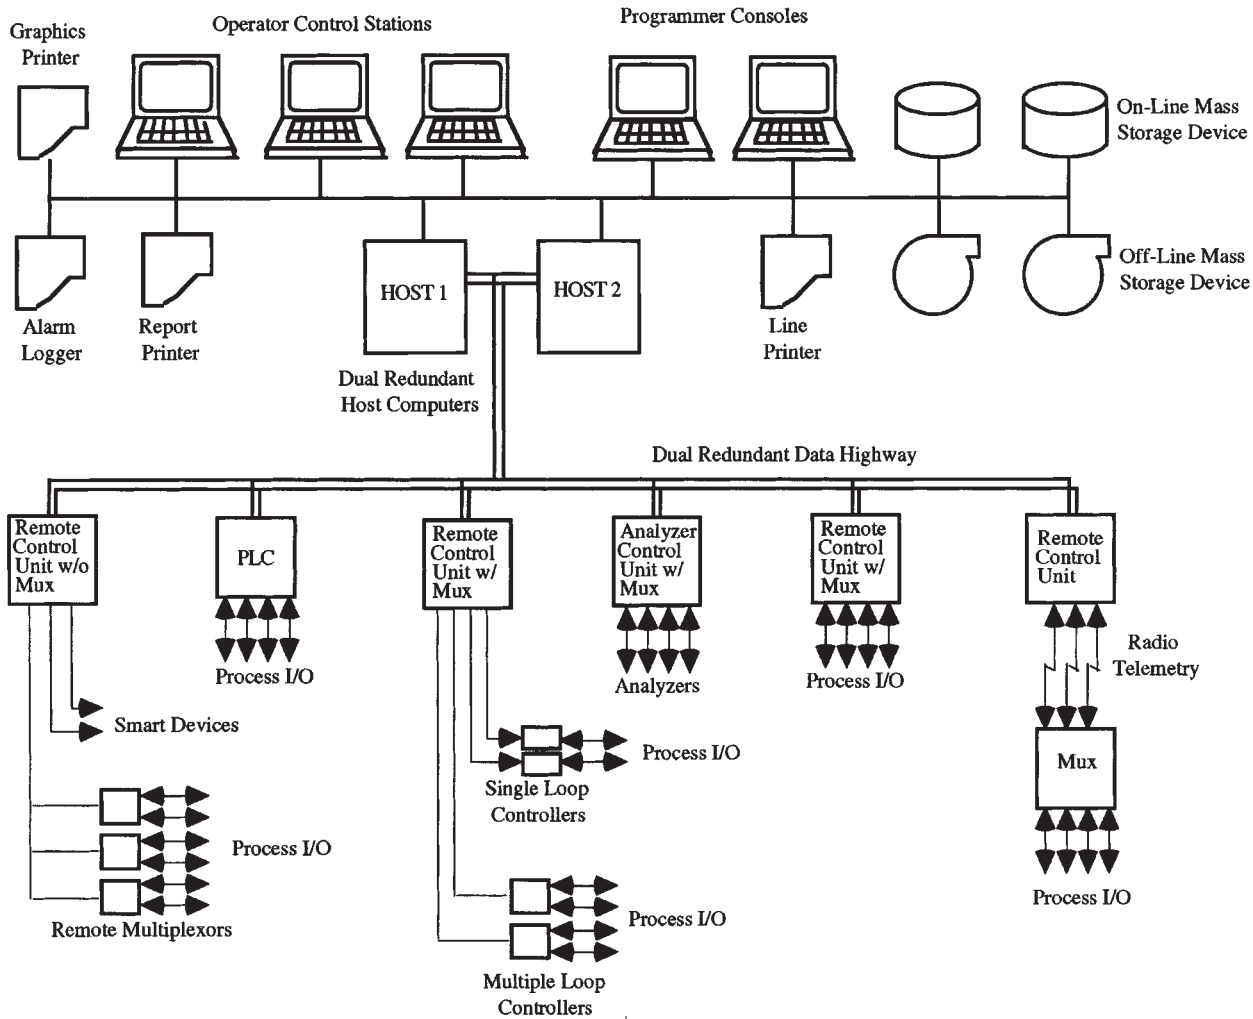 Graphics
Printer
Operator Control Stations
Programmer Consoles
On-Line Mass
Storage Device
Off-Line Mass
Storage Device
HOST 1
HOST 2
Alarm
Logger
Report
Printer
Line
Printer
Dual Redundant
Host Computers
Dual Redundant Data Highway
Remote
Control
Unit w/o
Mux
PLC
Remote
Control
Unit w/
Mux
Analyzer
Control
Unit w/
Mux
Remote
Control
Unit w/
Mux
Remote
Control
Unit
Process I/O
Analyzers
Process I/O
Radio
Telemetry
Smart Devices
Process I/O
Single Loop
Controllers
Mux
Process I/O
Remote Multiplexors
Process I/O
Multiple Loop
Controllers
Process I/O